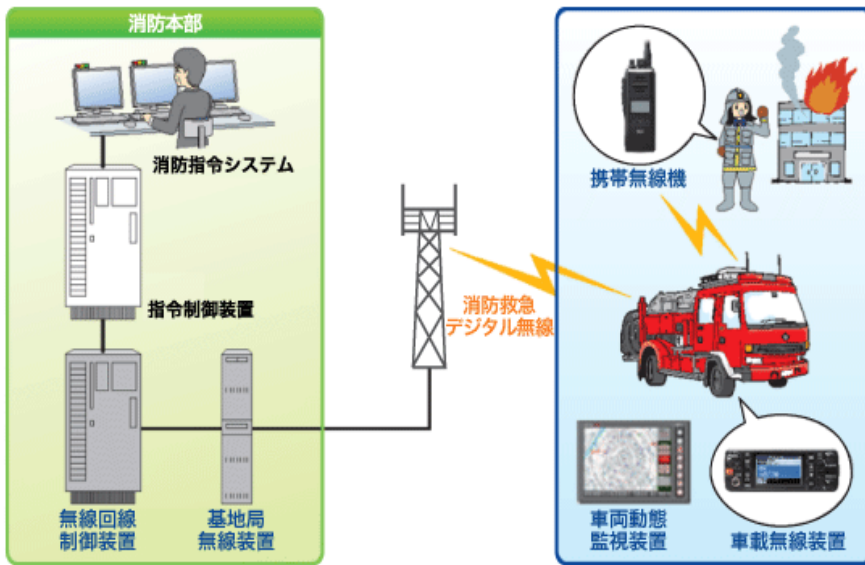 消防本部
消防指令システム
指令制御装置
無線回線
制御装置
基地局
無線装置
消防救急
デジタル無線
携帯無線機
車両動態
監視装置
車載無線装置